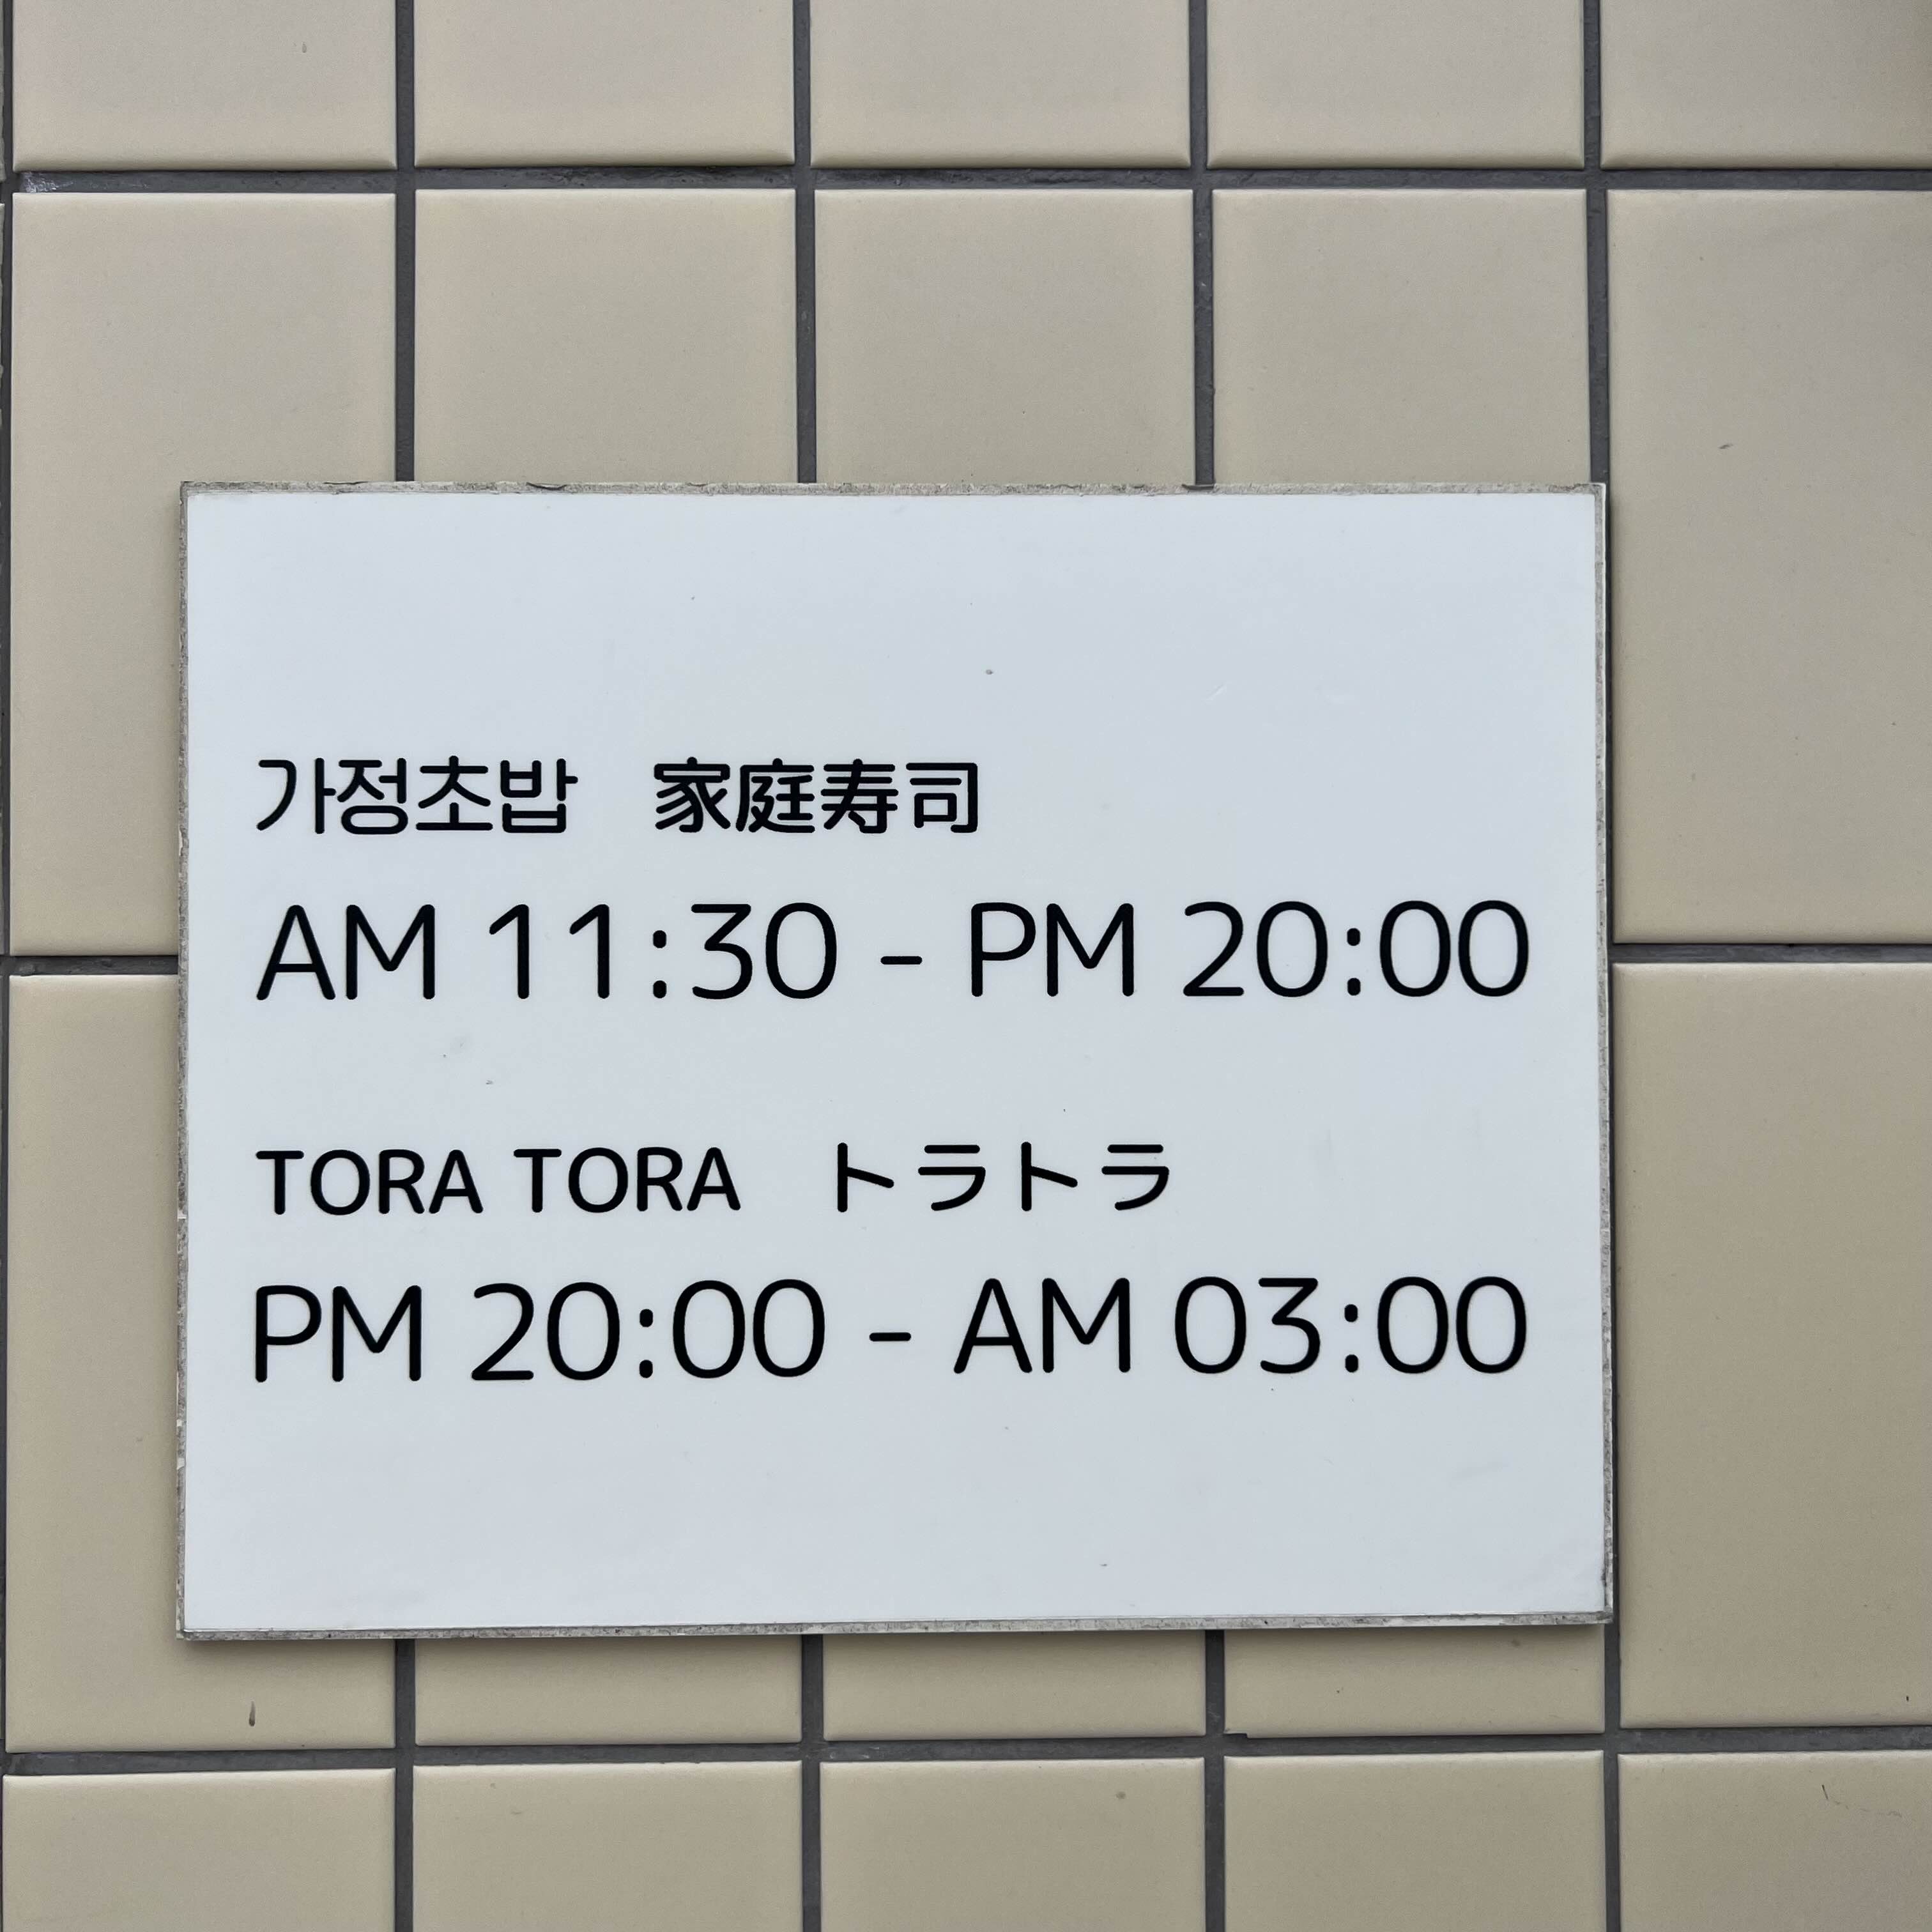 가정초밥 家庭寿司
AM 11:30 - PM 20:00
TORA TORA トラトラ
PM 20:00 - AM 03:00